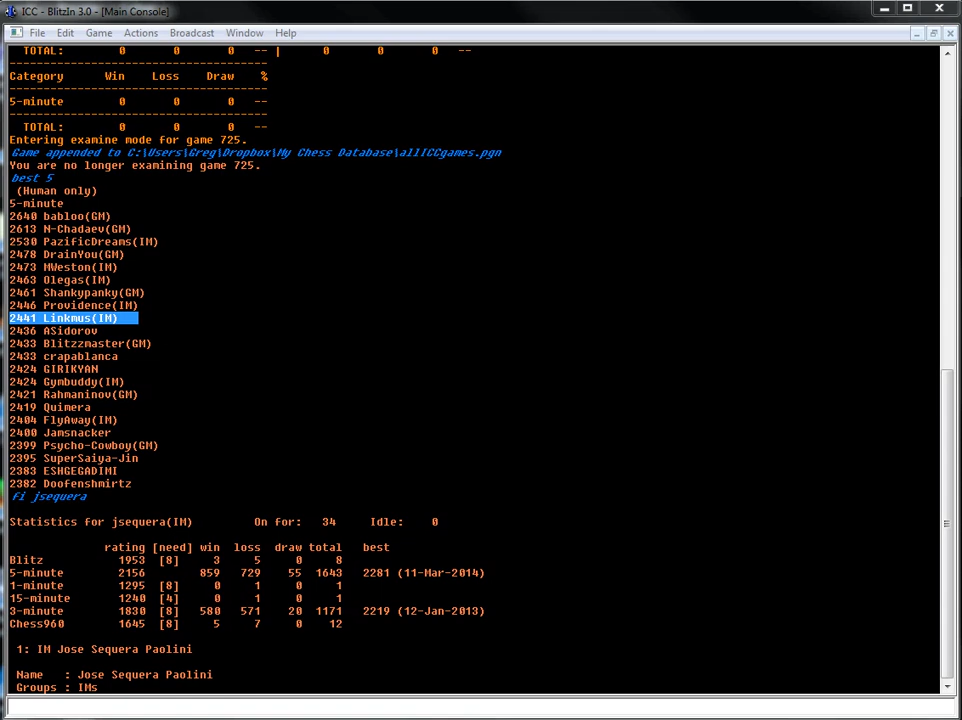 ICC - BlitzIn 3.0 - [Main Console]
File Edit Game Actions Broadcast Window Help
TOTAL: 0 0 0 -- | 0 0 0 --
---------------------------------------
Category Win Loss Draw %
---------------------------------------
5-minute 0 0 0 --
---------------------------------------
TOTAL: 0 0 0 --
Entering examine mode for game 725.
Game appended to C:\Users\Greg\Dropbox\My Chess Database\allICCgames.pgn
You are no longer examining game 725.
best 5
(Human only)
5-minute
2640 babloo(GM)
2613 N-Chadaev(GM)
2530 PazificDreams(IM)
2478 DrainYou(GM)
2473 MWeston(IM)
2463 Olegas(IM)
2461 Shankypanky(GM)
2446 Providence(IM)
2441 Linkmus(IM)
2436 ASidorov
2433 Blitzzmaster(GM)
2433 crapablanca
2424 GIRIKYAN
2424 Gymbuddy(IM)
2421 Rahmaninov(GM)
2419 Quimera
2404 FlyAway(IM)
2400 Jamsnacker
2399 Psycho-Cowboy(GM)
2395 SuperSaiya-Jin
2383 ESHGEGADIMI
2382 Doofenshmirtz
fi jsequera
Statistics for jsequera(IM) On for: 34 Idle: 0
rating [need] win loss draw total best
Blitz 1953 [8] 3 5 0 8
5-minute 2156 859 729 55 1643 2281 (11-Mar-2014)
1-minute 1295 [8] 0 1 0 1
15-minute 1240 [4] 0 1 0 1
3-minute 1830 [8] 580 571 20 1171 2219 (12-Jan-2013)
Chess960 1645 [8] 5 7 0 12
1: IM Jose Sequera Paolini
Name : Jose Sequera Paolini
Groups : IMs